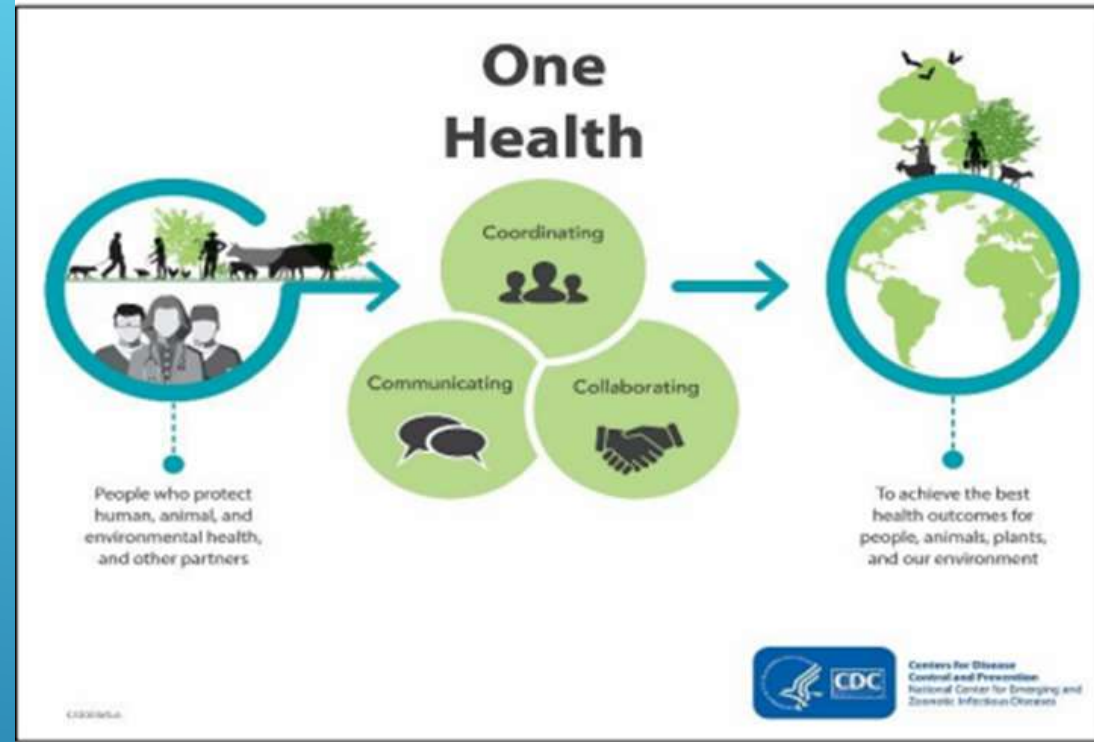 One
Health
Coordinating
Communicating
Collaborating
People who protect
human, animal, and
environmental health,
and other partners
To achieve the best
health outcomes for
people, animals, plants,
and our environment
CDC
Centers for Disease
Control and Prevention
National Center for Emerging and
Zoonotic Infectious Diseases